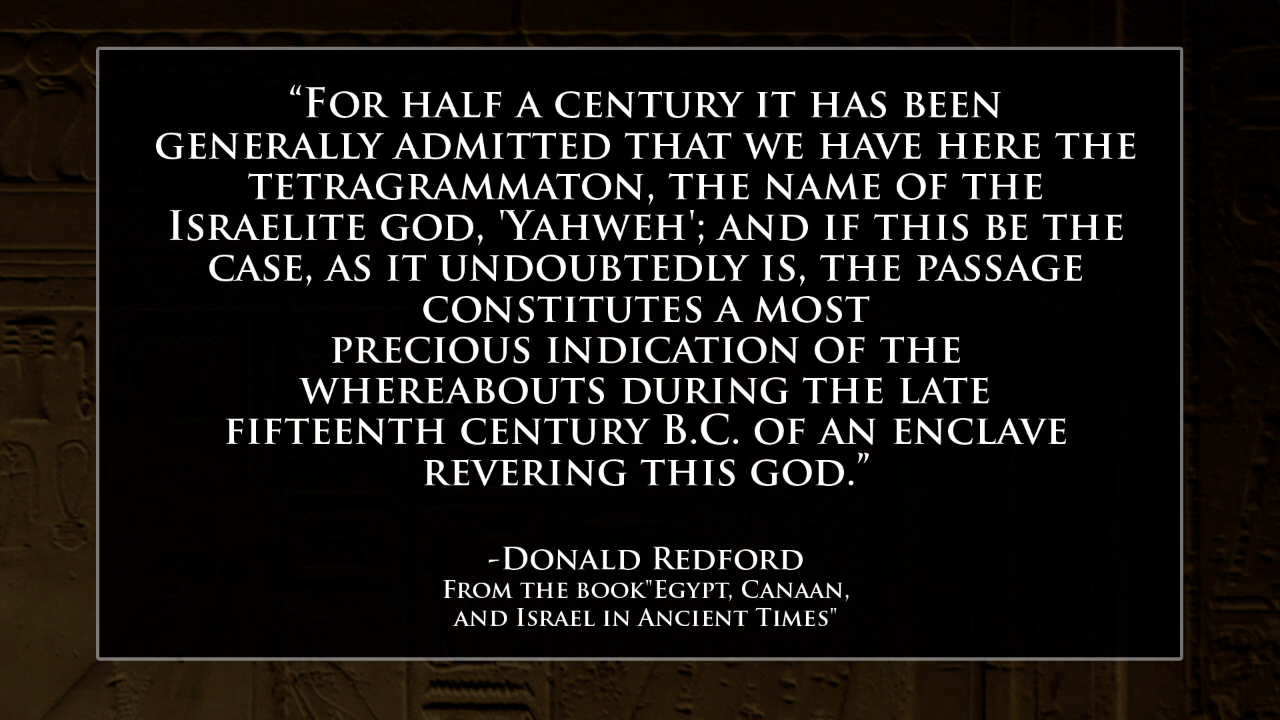 “For half a century it has been
generally admitted that we have here the
tetragrammaton, the name of the
Israelite god, 'Yahweh'; and if this be the
case, as it undoubtedly is, the passage
constitutes a most
precious indication of the
whereabouts during the late
fifteenth century B.C. of an enclave
revering this god.”
-Donald Redford
From the book"Egypt, Canaan,
and Israel in Ancient Times"